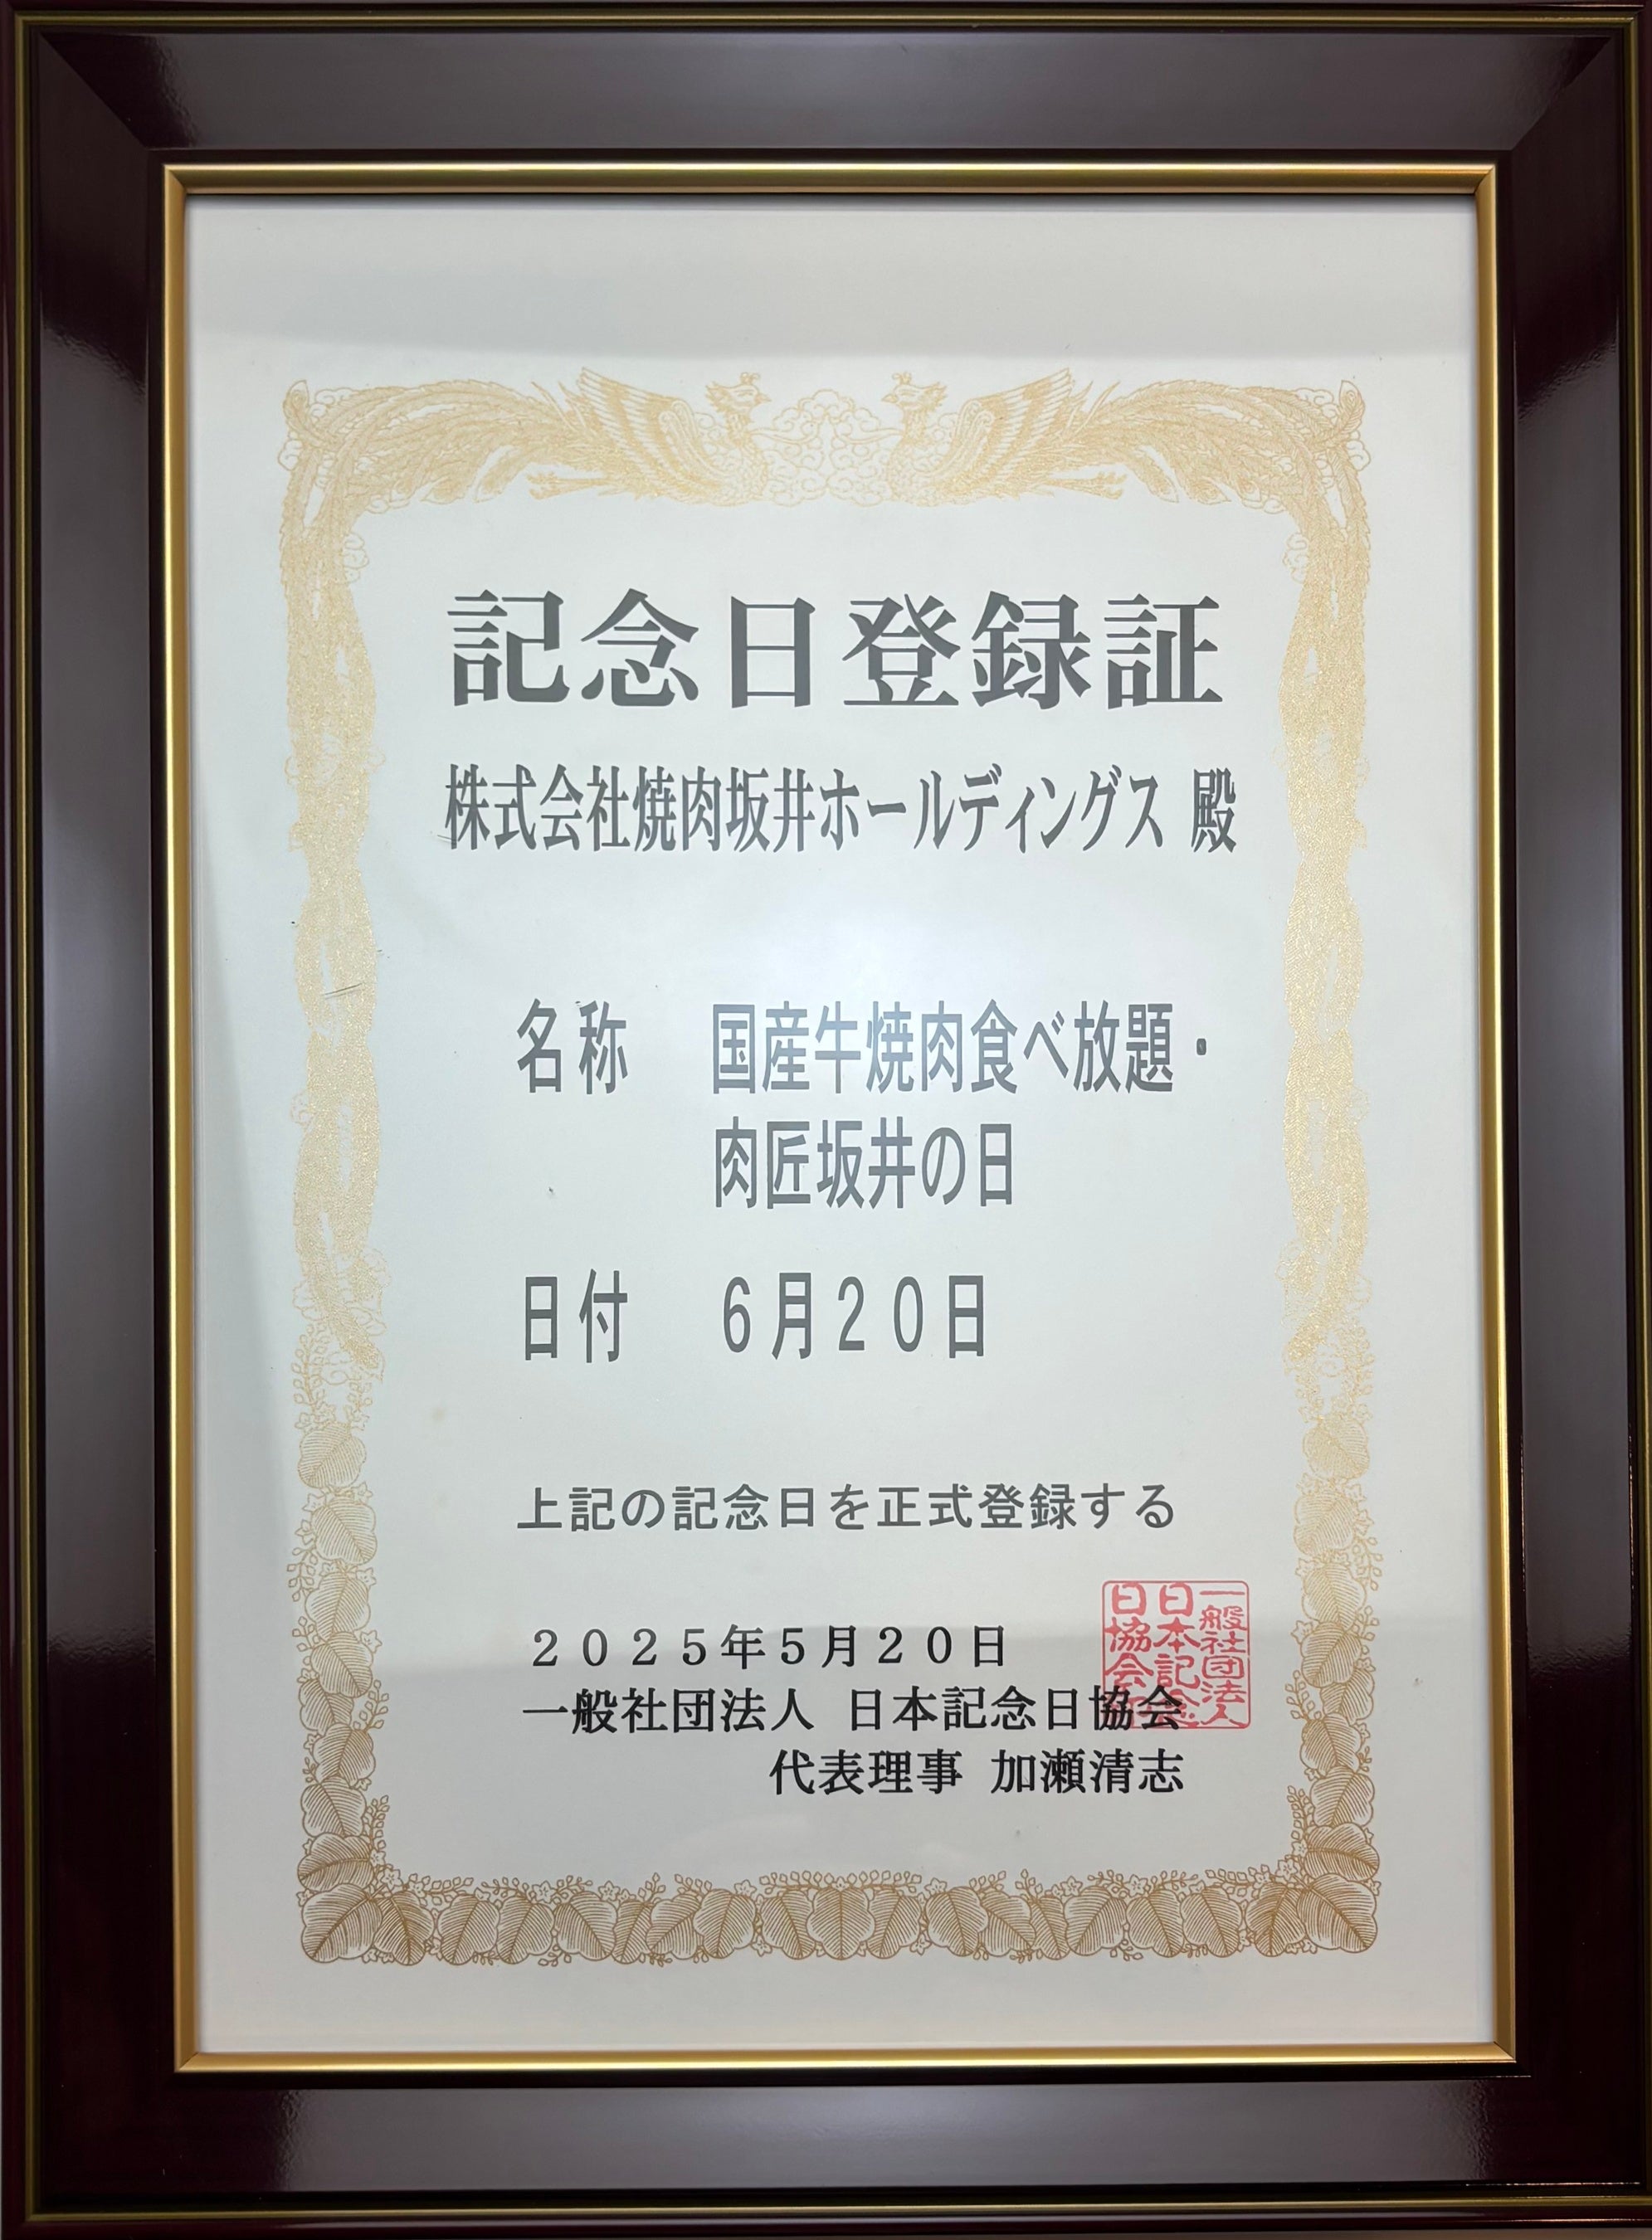 記念日登録証
株式会社焼肉坂井ホールディングス 殿
名称 国産牛焼肉食べ放題・
肉匠坂井の日
日付 6月20日
上記の記念日を正式登録する
2025年5月20日
一般社団法人 日本記念日協会
代表理事 加瀬清志
一般社団法人
日本記念
日協会